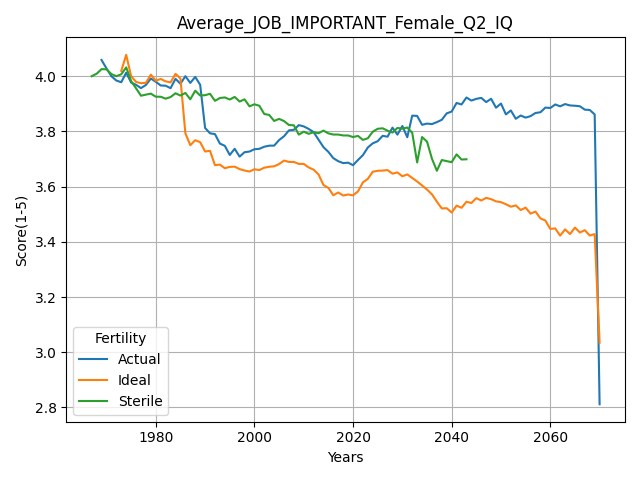 Average_JOB_IMPORTANT_Female_Q2_IQ
Score(1-5)
4.0
3.8
3.6
3.4
3.2
3.0
2.8
Fertility
Actual
Ideal
Sterile
1980
2000
2020
2040
2060
Years